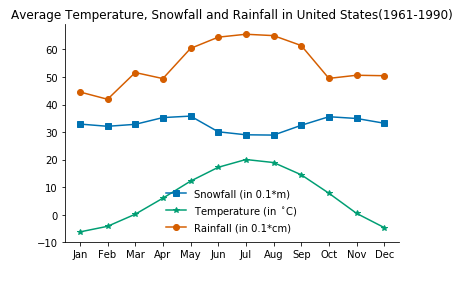 Average Temperature, Snowfall and Rainfall in United States(1961-1990)
60
50
40
30
20
10
0
−10
Snowfall (in 0.1*m)
Temperature (in °C)
Rainfall (in 0.1*cm)
Jan Feb Mar Apr May Jun Jul Aug Sep Oct Nov Dec